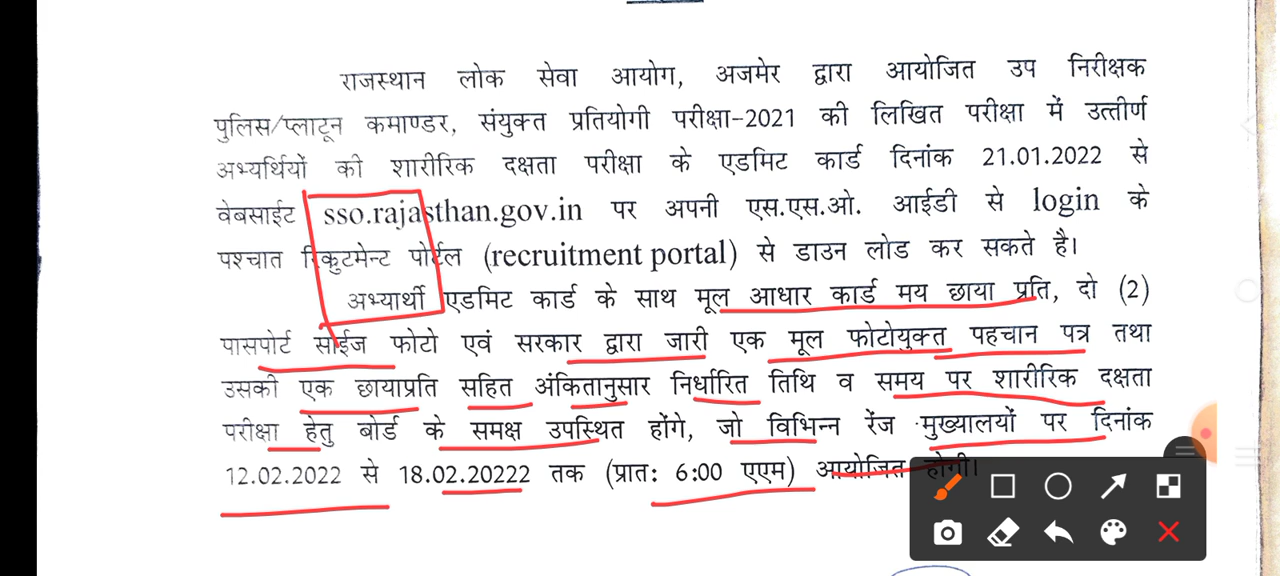 राजस्थान लोक सेवा आयोग, अजमेर द्वारा आयोजित उप निरीक्षक
पुलिस/प्लाटून कमाण्डर, संयुक्त प्रतियोगी परीक्षा-2021 की लिखित परीक्षा में उत्तीर्ण
अभ्यर्थियों की शारीरिक दक्षता परीक्षा के एडमिट कार्ड दिनांक 21.01.2022 से
वेबसाईट sso.rajasthan.gov.in पर अपनी एस.एस.ओ. आईडी से login के
पश्चात रिकुटमेन्ट पोर्टल (recruitment portal) से डाउन लोड कर सकते है।
अभ्यार्थी एडमिट कार्ड के साथ मूल आधार कार्ड मय छाया प्रति, दो (2)
पासपोर्ट साईज फोटो एवं सरकार द्वारा जारी एक मूल फोटोयुक्त पहचान पत्र तथा
उसकी एक छायाप्रति सहित अंकितानुसार निर्धारित तिथि व समय पर शारीरिक दक्षता
परीक्षा हेतु बोर्ड के समक्ष उपस्थित होंगे, जो विभिन्न रेंज मुख्यालयों पर दिनांक
12.02.2022 से 18.02.20222 तक (प्रात: 6:00 एएम) आयोजित होगी।